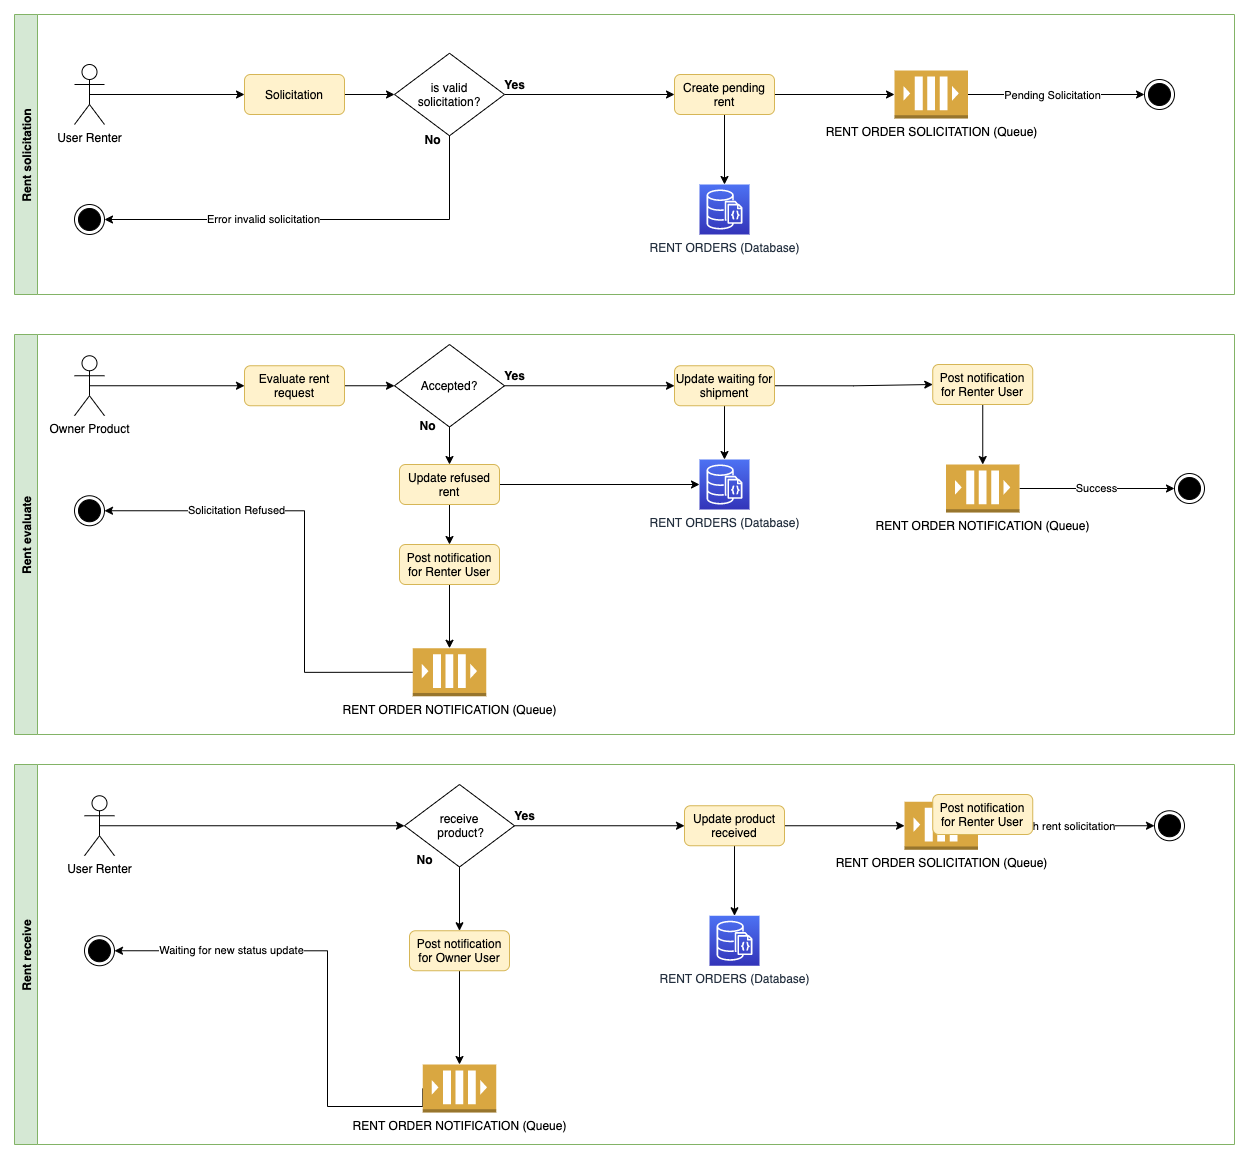 Rent solicitation
User Renter
Solicitation
is valid
solicitation?
Yes
No
Create pending
rent
RENT ORDER SOLICITATION (Queue)
Pending Solicitation
Error invalid solicitation
RENT ORDERS (Database)
Rent evaluate
Owner Product
Evaluate rent
request
Accepted?
Yes
No
Update waiting for
shipment
Post notification
for Renter User
Update refused
rent
RENT ORDERS (Database)
RENT ORDER NOTIFICATION (Queue)
Success
Solicitation Refused
Post notification
for Renter User
RENT ORDER NOTIFICATION (Queue)
Rent receive
User Renter
receive
product?
Yes
No
Update product
received
Post notification
for Renter User
rent solicitation
RENT ORDER SOLICITATION (Queue)
Waiting for new status update
Post notification
for Owner User
RENT ORDERS (Database)
RENT ORDER NOTIFICATION (Queue)